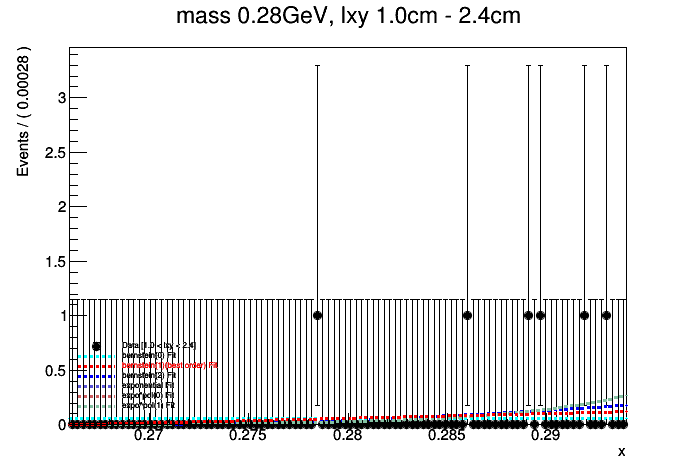 mass 0.28GeV, lxy 1.0cm - 2.4cm
Events / ( 0.00028 )
3
2.5
2
1.5
1
0.5
0
Data [1.0 < lxy < 2.4]
bernstein[0] Fit
bernstein[1](best order) Fit
bernstein[2] Fit
exponential Fit
expo*pol(0) Fit
expo*pol(1) Fit
0.27 0.275 0.28 0.285 0.29
x